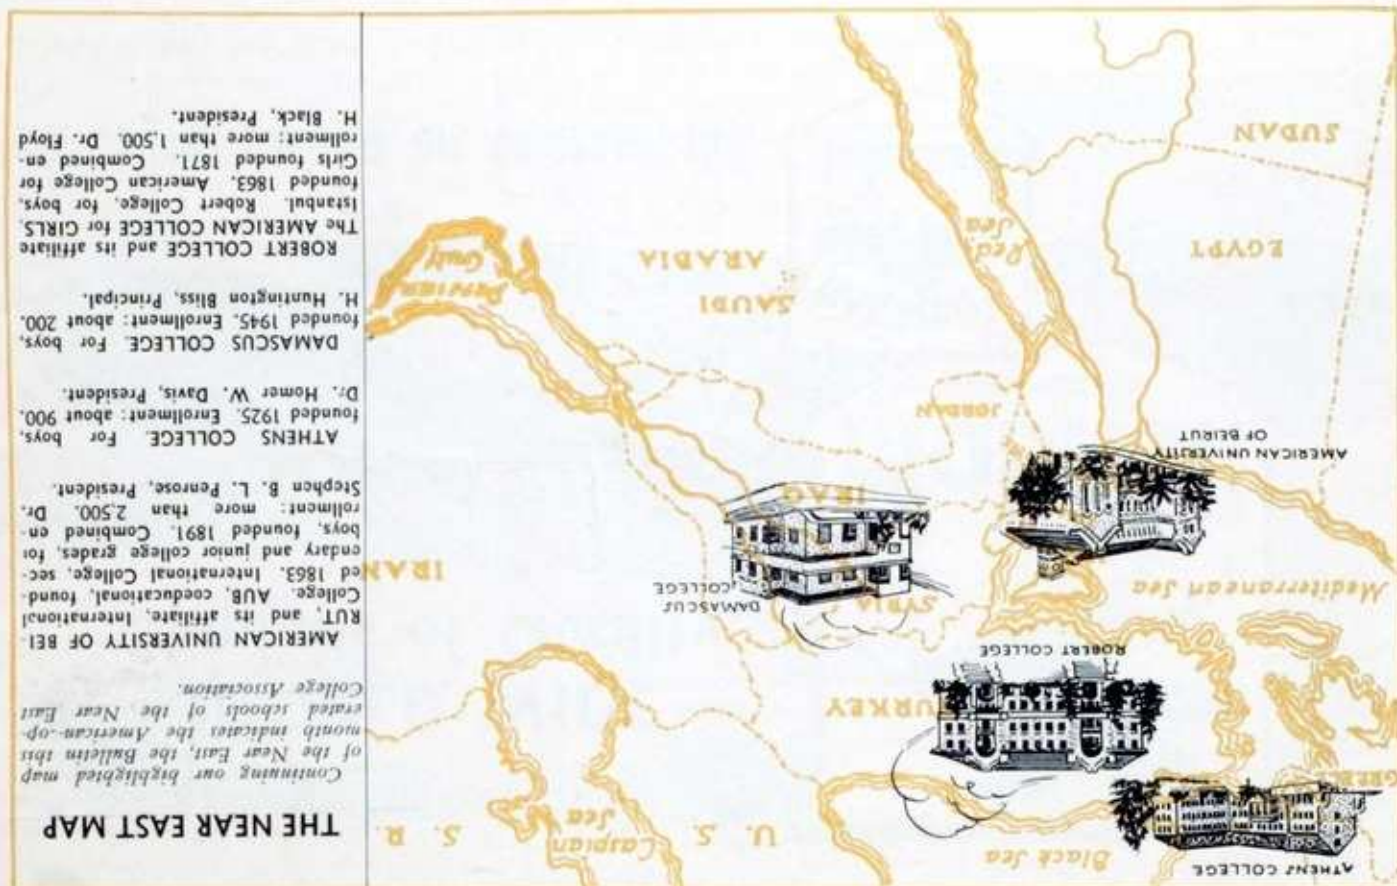 THE NEAR EAST MAP
Continuing our highlighted map
of the Near East, the Bulletin this
month indicates the American-op-
erated schools of the Near East
College Association.
AMERICAN UNIVERSITY OF BEI-
RUT, and its affiliate, International
College. AUB, coeducational, found-
ed 1863. International College, sec-
endary and junior college grades, for
boys, founded 1891. Combined en-
rollment: more than 2,500. Dr.
Stephen B. L. Penrose, President.
ATHENS COLLEGE. For boys,
founded 1925. Enrollment: about 900.
Dr. Homer W. Davis, President.
DAMASCUS COLLEGE. For boys,
founded 1945. Enrollment: about 200.
H. Huntington Bliss, Principal.
ROBERT COLLEGE and its affiliate
The AMERICAN COLLEGE for GIRLS,
Istanbul. Robert College, for boys,
founded 1863. American College for
Girls founded 1871. Combined en-
rollment: more than 1,500. Dr. Floyd
H. Black, President.
ATHENS COLLEGE
Black Sea
U. S. S. R.
Caspian
Sea
GREE
TURKEY
ROBERT COLLEGE
Mediterranean Sea
SYRIA
DAMASCUS
COLLEGE
IRAN
IRAQ
AMERICAN UNIVERSITY
OF BEIRUT
JORDAN
EGYPT
Red
Sea
SAUDI
ARABIA
Persian
Gulf
SUDAN